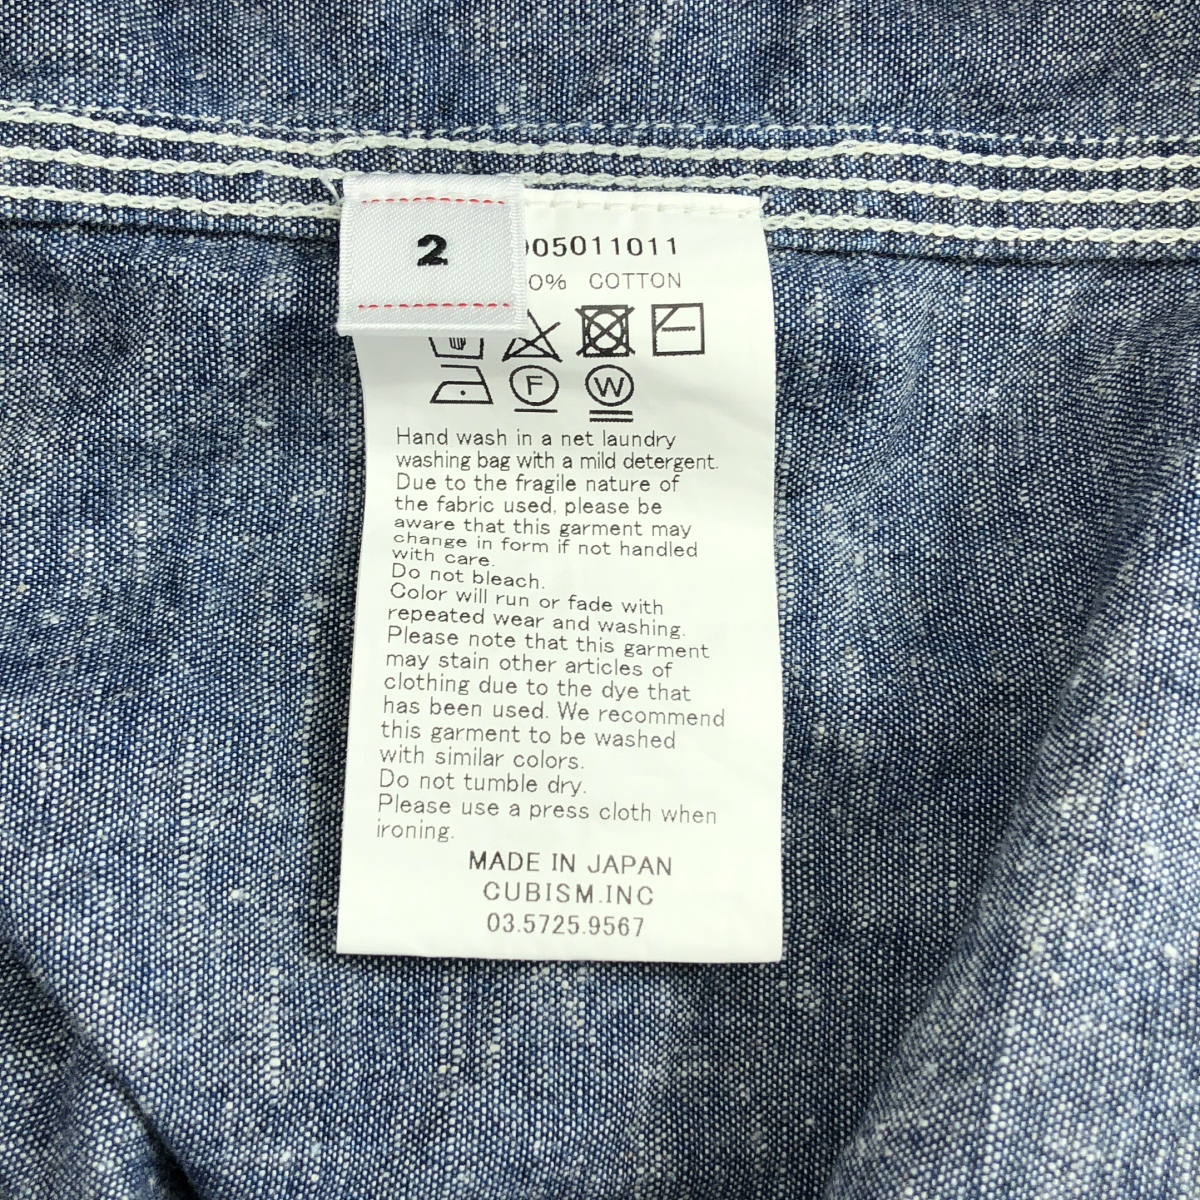 2
005011011
0% COTTON
F
W
Hand wash in a net laundry
washing bag with a mild detergent.
Due to the fragile nature of
the fabric used, please be
aware that this garment may
change in form if not handled
with care.
Do not bleach.
Color will run or fade with
repeated wear and washing.
Please note that this garment
may stain other articles of
clothing due to the dye that
has been used. We recommend
this garment to be washed
with similar colors.
Do not tumble dry.
Please use a press cloth when
ironing.
MADE IN JAPAN
CUBISM.INC
03.5725.9567